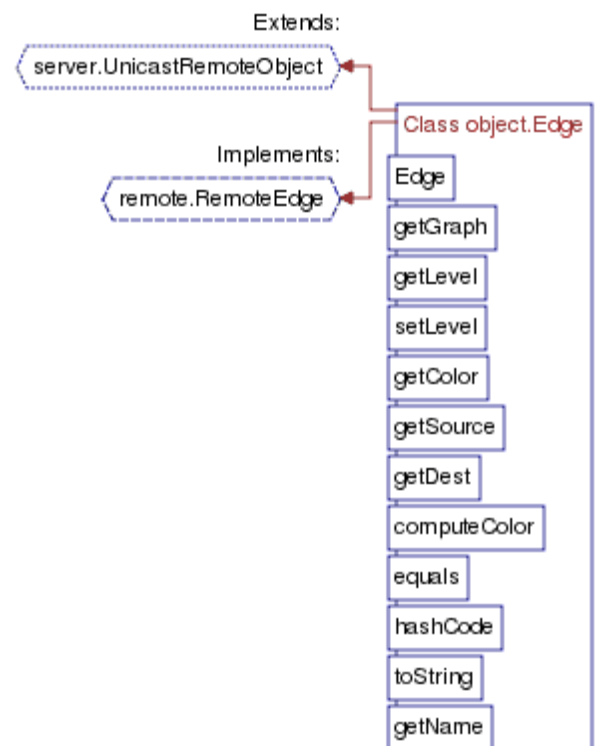 Extends:
server.UnicastRemoteObject
Class object.Edge
Implements:
Edge
remote.RemoteEdge
getGraph
getLevel
setLevel
getColor
getSource
getDest
computeColor
equals
hashCode
toString
getName